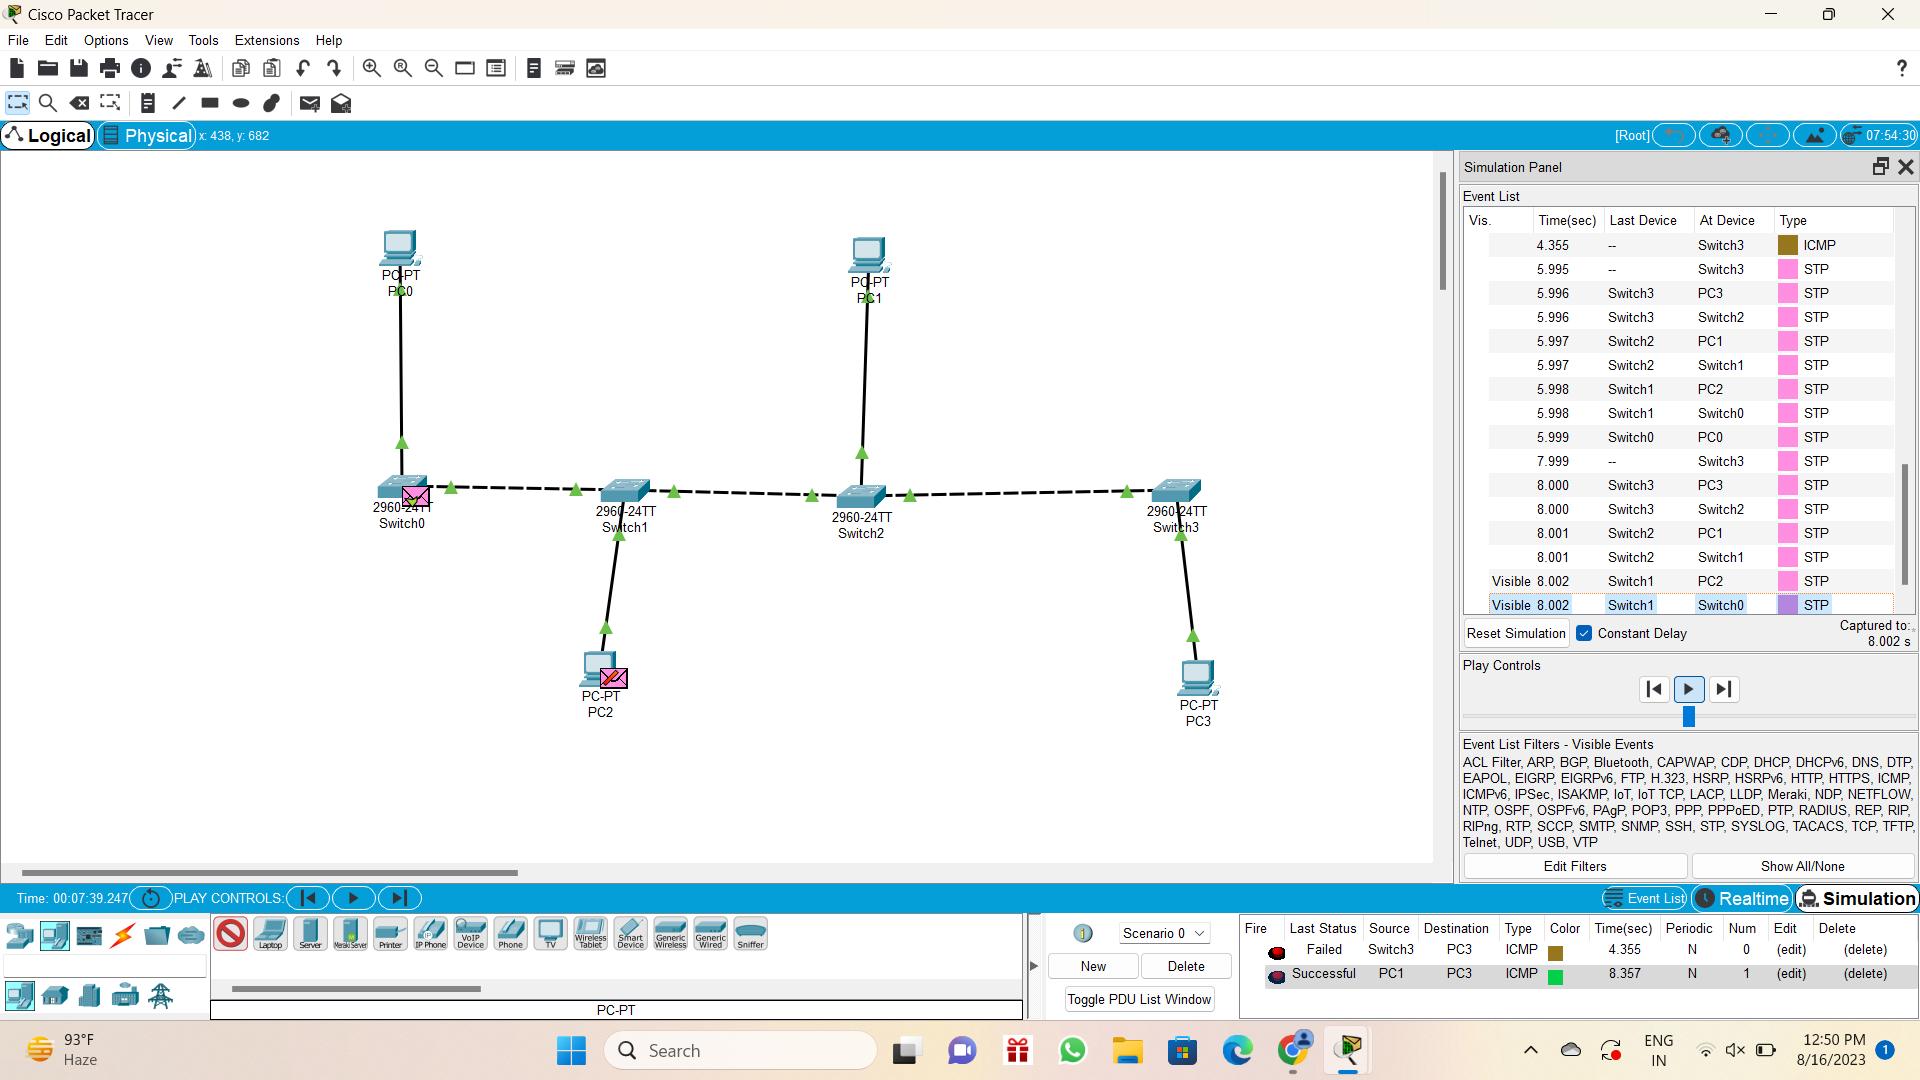 Cisco Packet Tracer
File Edit Options View Tools Extensions Help
?
Logical Physical x: 438, y: 682
[Root] 07:54:30
PC-PT
PC0
PC-PT
PC1
2960-24TT
Switch0
2960-24TT
Switch1
2960-24TT
Switch2
2960-24TT
Switch3
PC-PT
PC2
PC-PT
PC3
Simulation Panel
Event List
Vis. Time(sec) Last Device At Device Type
4.355 -- Switch3 ICMP
5.995 -- Switch3 STP
5.996 Switch3 PC3 STP
5.996 Switch3 Switch2 STP
5.997 Switch2 PC1 STP
5.997 Switch2 Switch1 STP
5.998 Switch1 PC2 STP
5.998 Switch1 Switch0 STP
5.999 Switch0 PC0 STP
7.999 -- Switch3 STP
8.000 Switch3 PC3 STP
8.000 Switch3 Switch2 STP
8.001 Switch2 PC1 STP
8.001 Switch2 Switch1 STP
Visible 8.002 Switch1 PC2 STP
Visible 8.002 Switch1 Switch0 STP
Reset Simulation Constant Delay Captured to:
8.002 s
Play Controls
Event List Filters - Visible Events
ACL Filter, ARP, BGP, Bluetooth, CAPWAP, CDP, DHCP, DHCPv6, DNS, DTP,
EAPOL, EIGRP, EIGRPv6, FTP, H.323, HSRP, HSRPv6, HTTP, HTTPS, ICMP,
ICMPv6, IPSec, ISAKMP, IoT, IoT TCP, LACP, LLDP, Meraki, NDP, NETFLOW,
NTP, OSPF, OSPFv6, PAgP, POP3, PPP, PPPoED, PTP, RADIUS, REP, RIP,
RIPng, RTP, SCCP, SMTP, SNMP, SSH, STP, SYSLOG, TACACS, TCP, TFTP,
Telnet, UDP, USB, VTP
Edit Filters Show All/None
Time: 00:07:39.247 PLAY CONTROLS:
Event List Realtime Simulation
Laptop
Server
Meraki Server
Printer
IP Phone
VoIP
Device
Phone
TV
Wireless
Tablet
Smart
Device
Generic
Wireless
Generic
Wired
Sniffer
PC-PT
1 Scenario 0
New Delete
Toggle PDU List Window
Fire Last Status Source Destination Type Color Time(sec) Periodic Num Edit Delete
Failed Switch3 PC3 ICMP 4.355 N 0 (edit) (delete)
Successful PC1 PC3 ICMP 8.357 N 1 (edit) (delete)
93°F
Haze
Search
ENG
IN
12:50 PM
8/16/2023
1